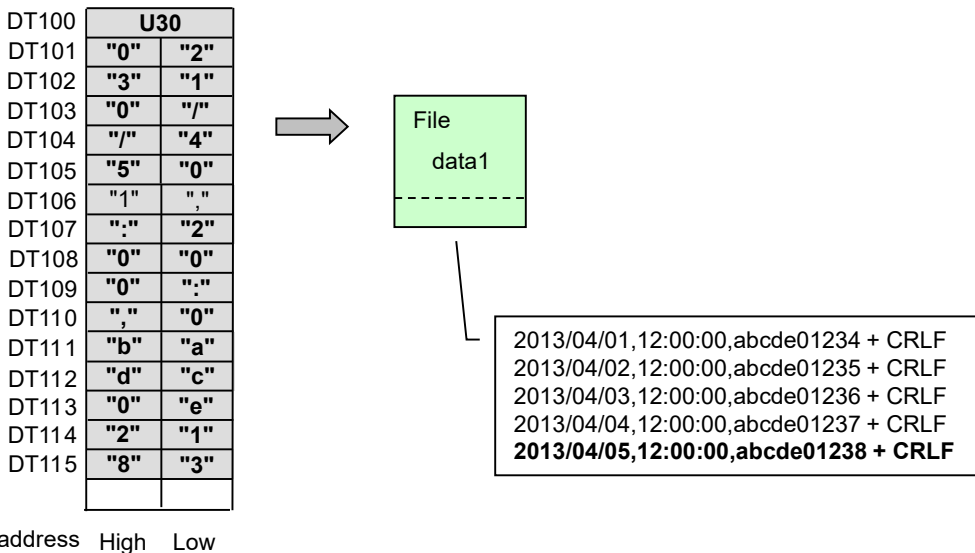 DT100 U30
DT101 "0" "2"
DT102 "3" "1"
DT103 "0" "/"
DT104 "/" "4"
DT105 "5" "0"
DT106 "1" ","
DT107 ":" "2"
DT108 "0" "0"
DT109 "0" ":"
DT110 "," "0"
DT111 "b" "a"
DT112 "d" "c"
DT113 "0" "e"
DT114 "2" "1"
DT115 "8" "3"
address High Low
File
data1
2013/04/01,12:00:00,abcde01234 + CRLF
2013/04/02,12:00:00,abcde01235 + CRLF
2013/04/03,12:00:00,abcde01236 + CRLF
2013/04/04,12:00:00,abcde01237 + CRLF
2013/04/05,12:00:00,abcde01238 + CRLF